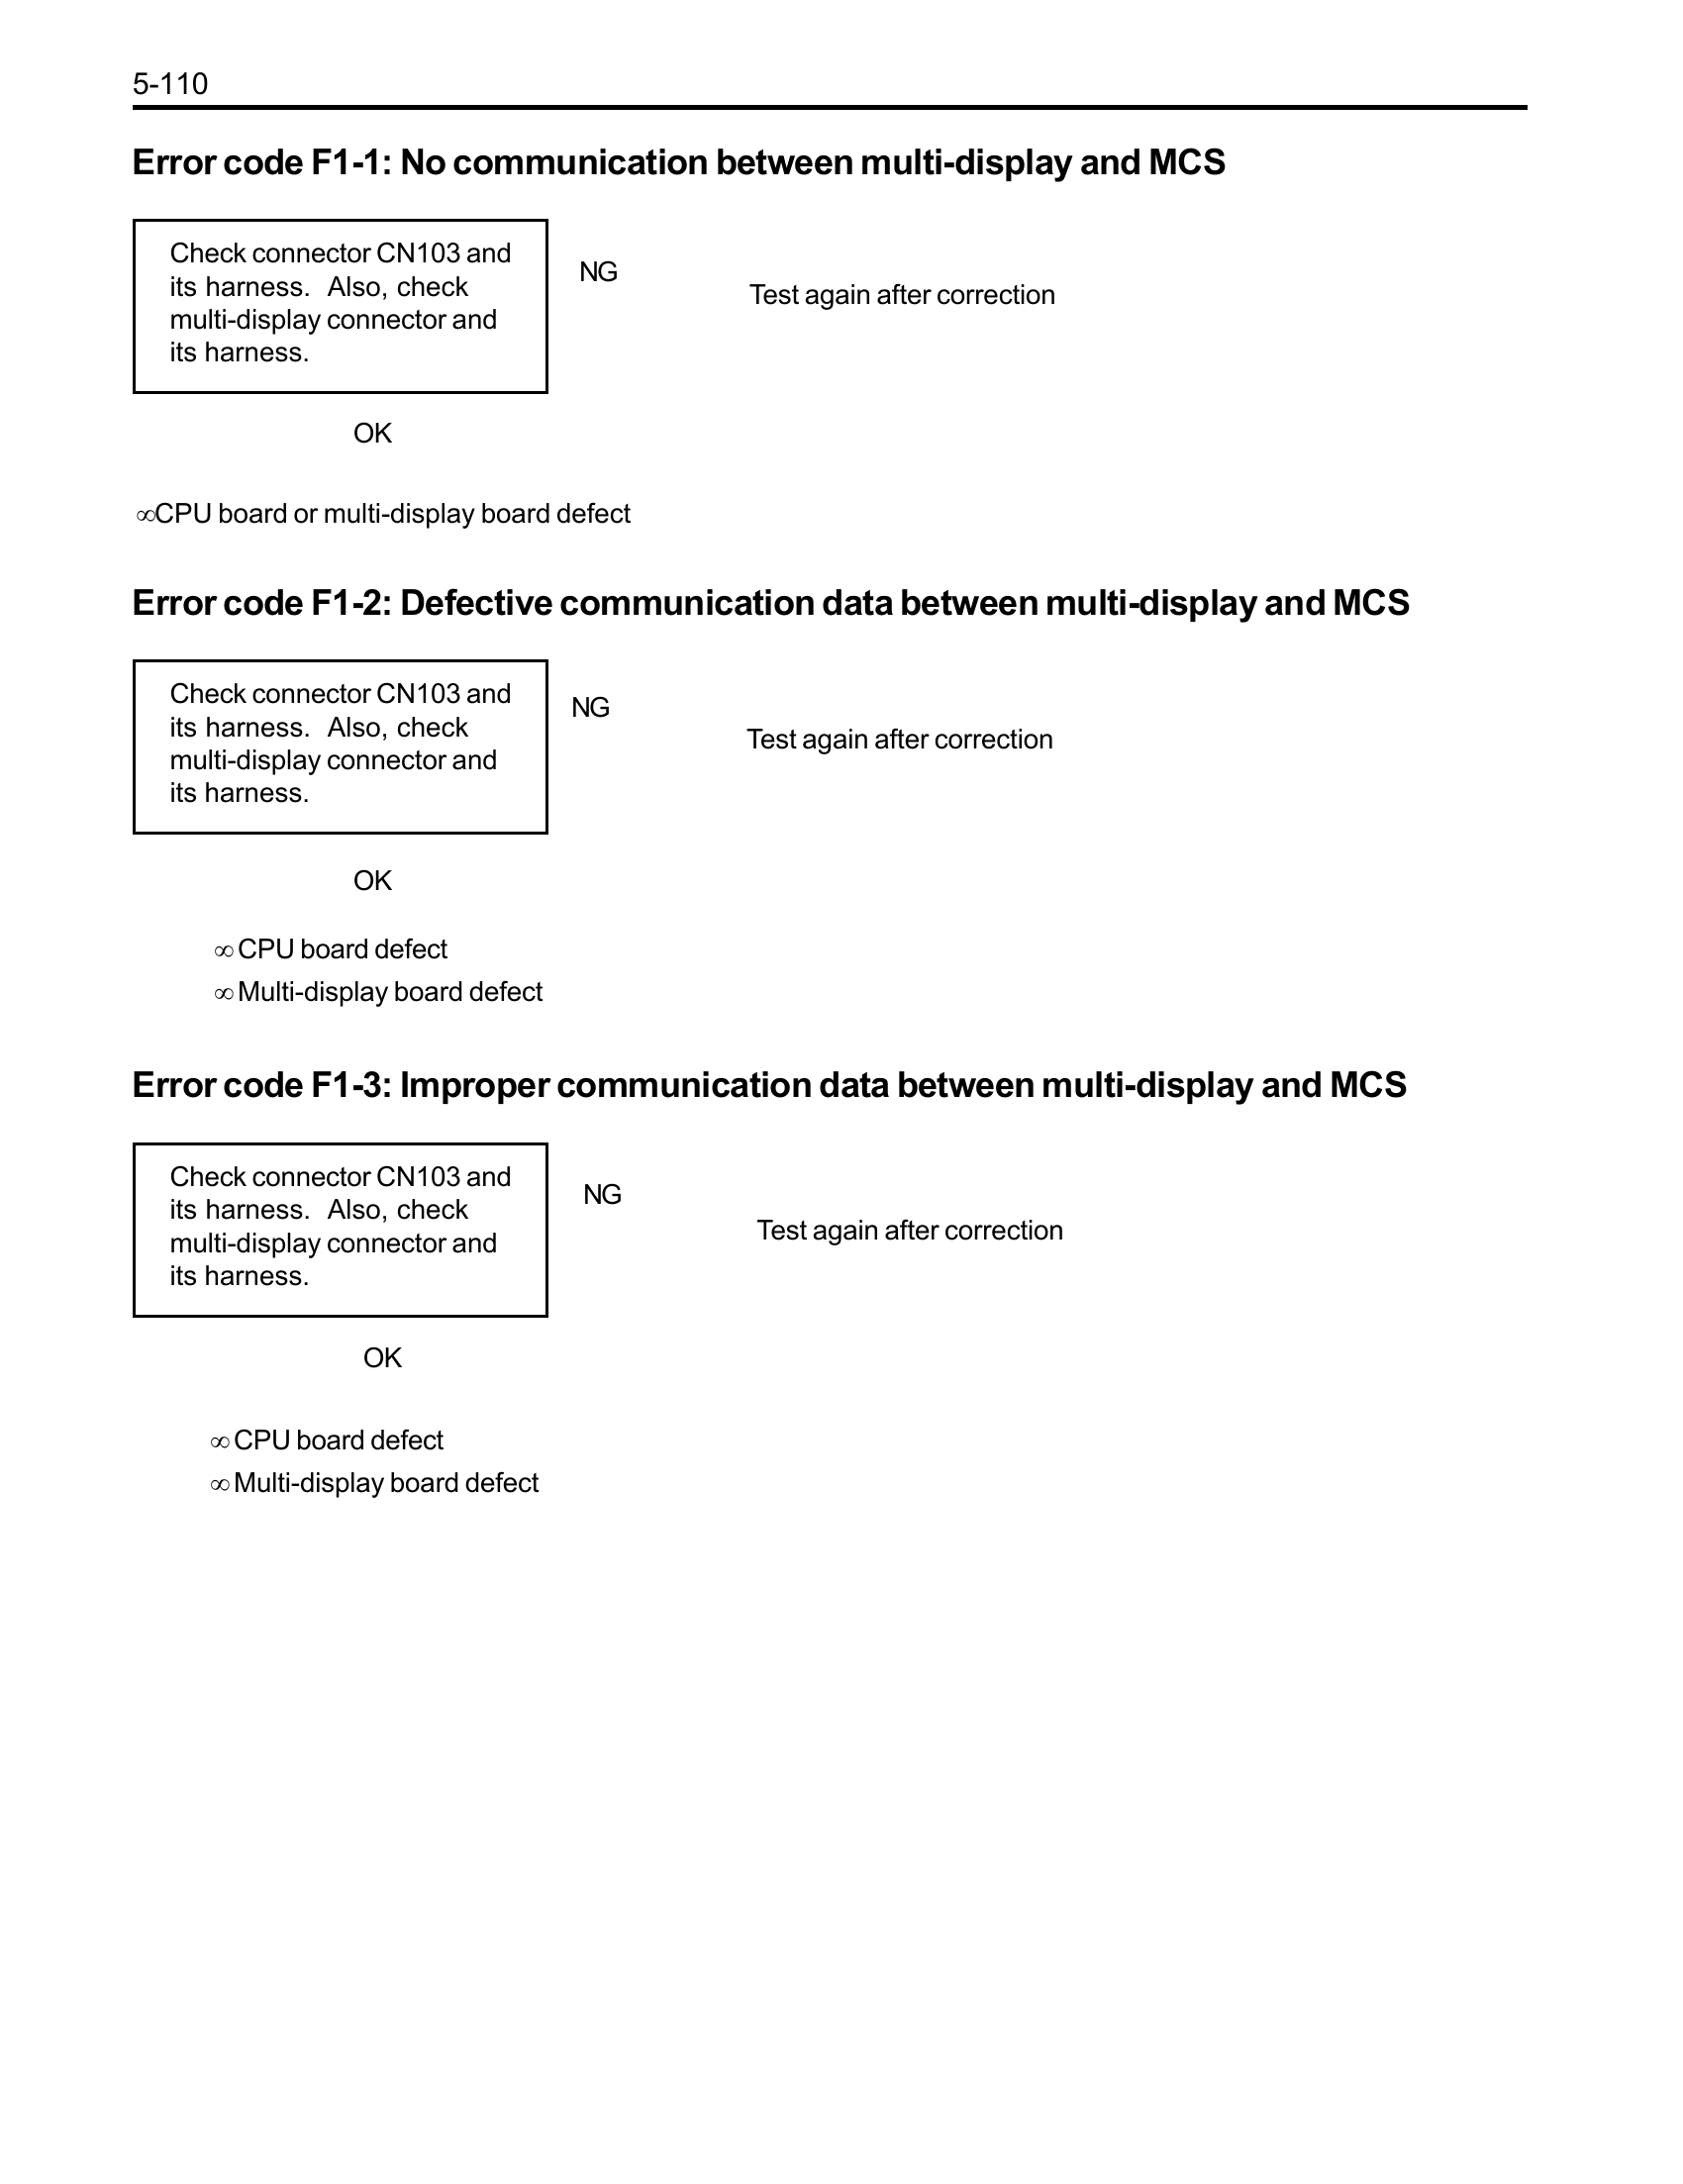 5-110
Error code F1-1: No communication between multi-display and MCS
Check connector CN103 and
its harness. Also, check
multi-display connector and
its harness.
NG
Test again after correction
OK
∞CPU board or multi-display board defect
Error code F1-2: Defective communication data between multi-display and MCS
Check connector CN103 and
its harness. Also, check
multi-display connector and
its harness.
NG
Test again after correction
OK
∞ CPU board defect
∞ Multi-display board defect
Error code F1-3: Improper communication data between multi-display and MCS
Check connector CN103 and
its harness. Also, check
multi-display connector and
its harness.
NG
Test again after correction
OK
∞ CPU board defect
∞ Multi-display board defect